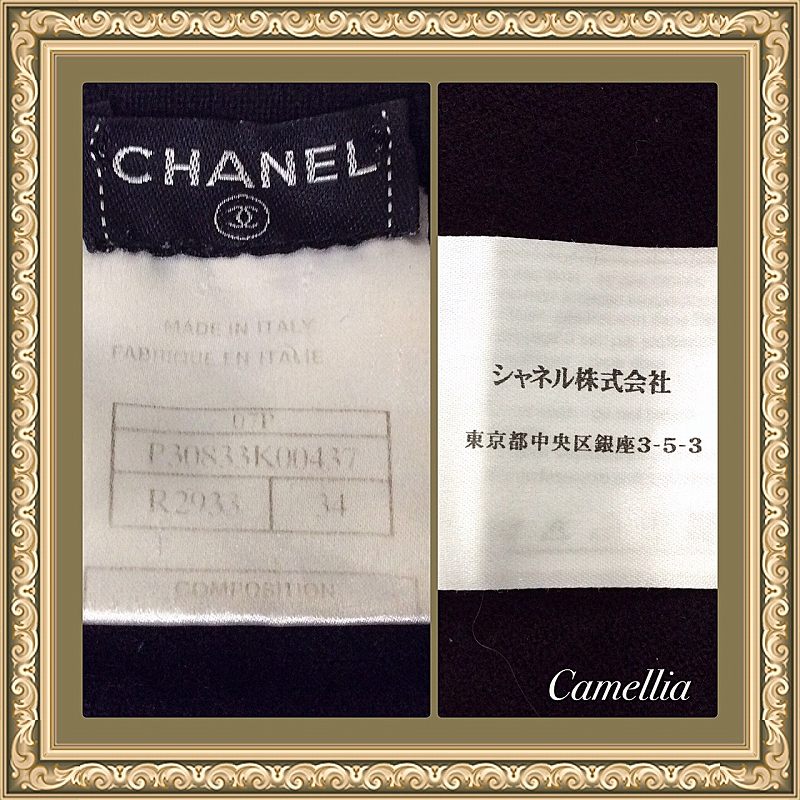 CHANEL
MADE IN ITALY
FABRIQUE EN ITALIE
07P
P30833K00437
R2933 34
COMPOSITION
シャネル株式会社
東京都中央区銀座3-5-3
Camellia